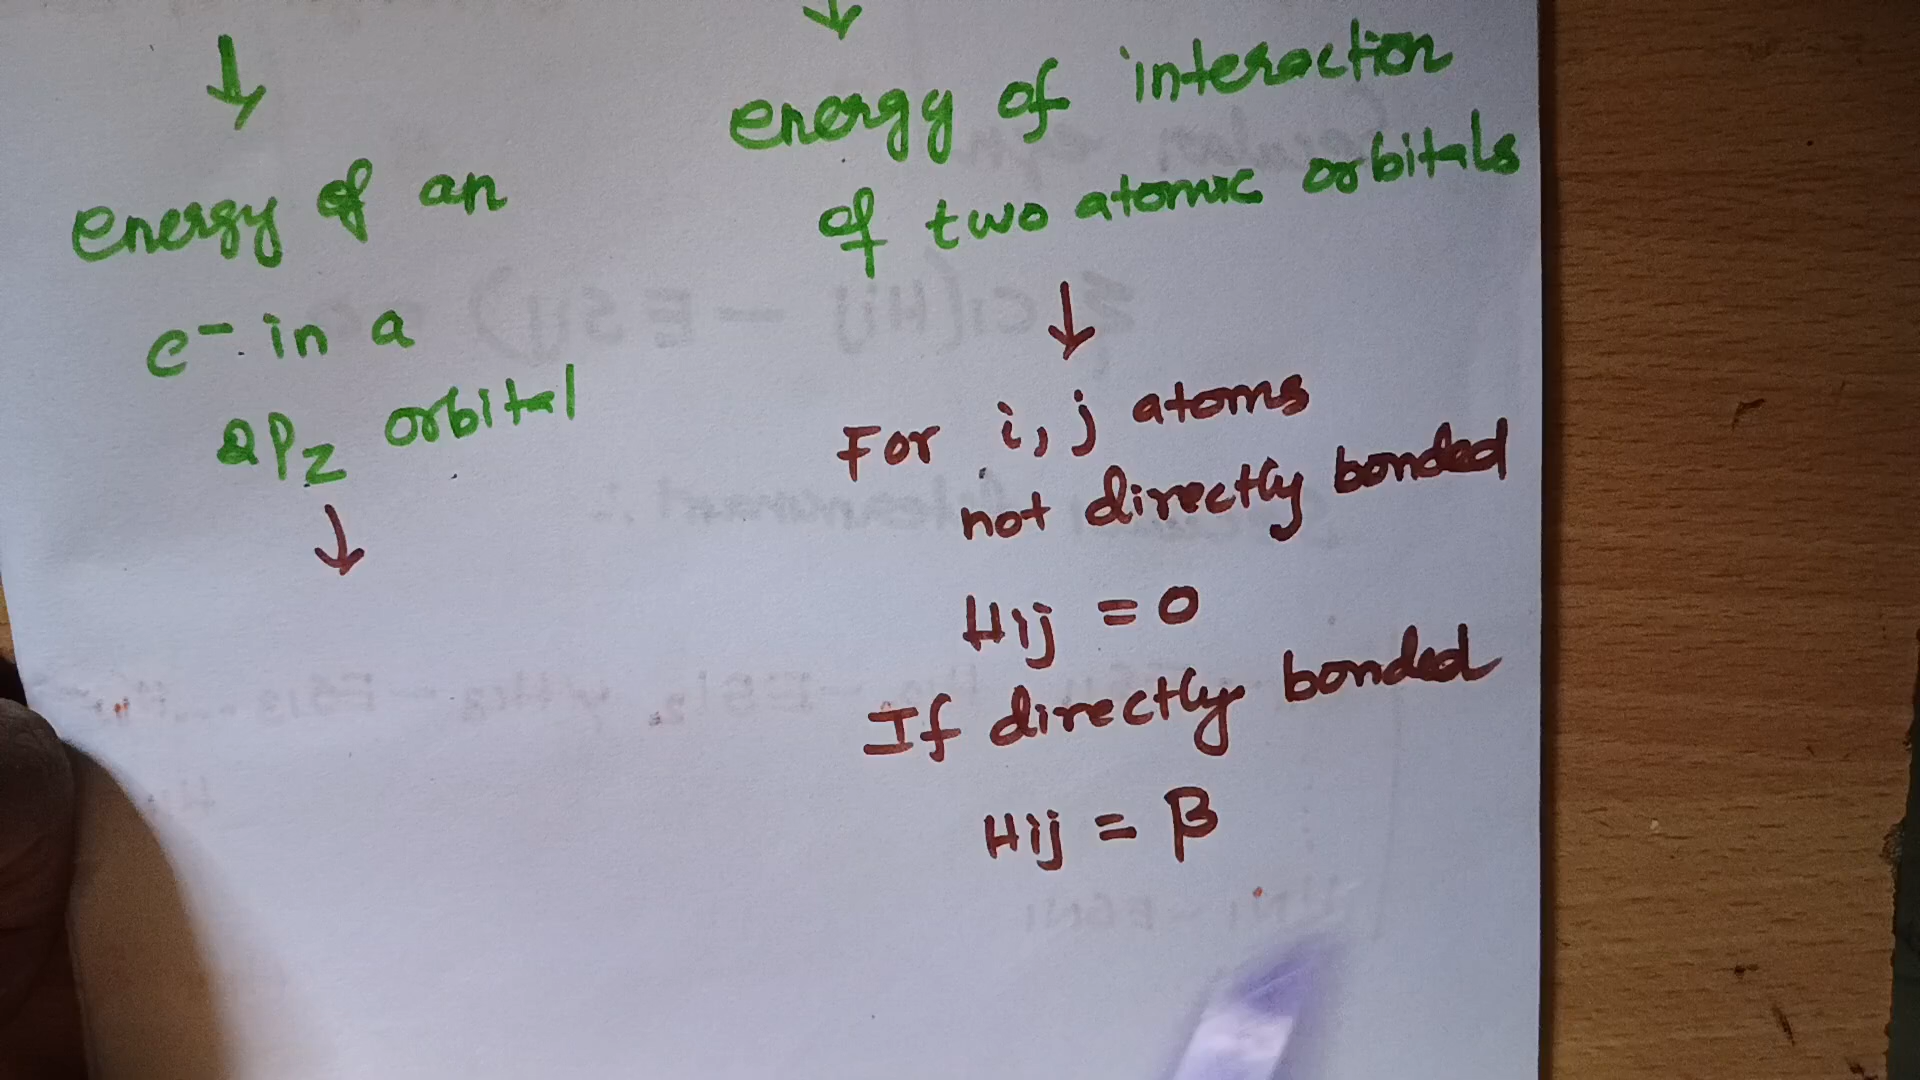 energy of an
e- in a
2Pz orbital
energy of interaction
of two atomic orbitals
For i, j atoms
not directly bonded
Hij = 0
If directly bonded
Hij = β